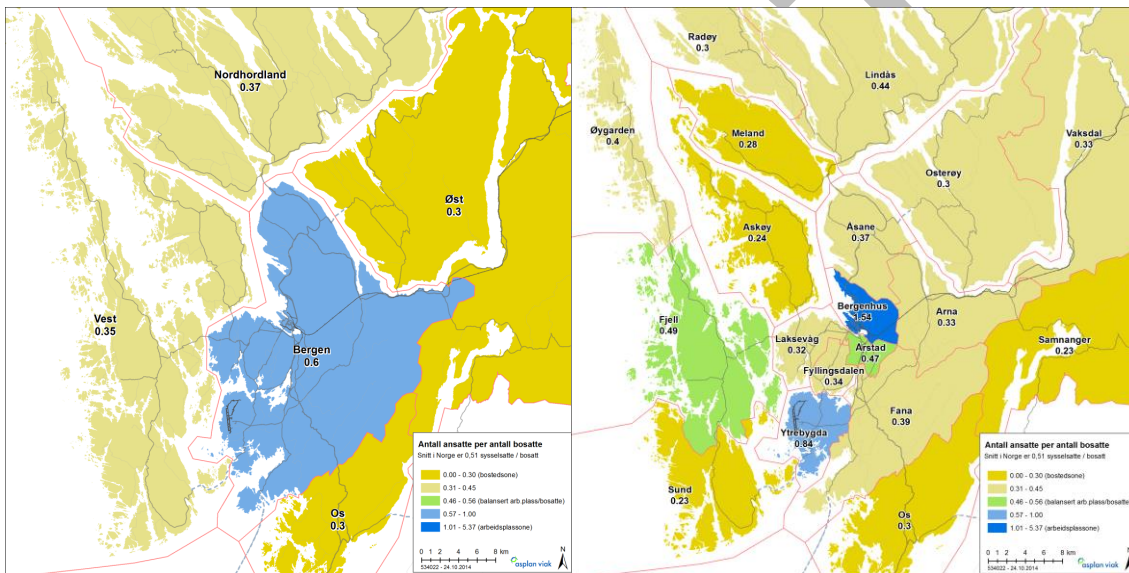 Nordhordland
0.37
Øst
0.3
Vest
0.35
Bergen
0.6
Os
0.3
Antall ansatte per antall bosatte
Snitt i Norge er 0,51 sysselsatte / bosatt
0.00 - 0.30 (bostedsone)
0.31 - 0.45
0.46 - 0.56 (balansert arb.plass/bosatte)
0.57 - 1.00
1.01 - 5.37 (arbeidsplassone)
0 1 2 4 6 8 km
N
534022 - 24.10.2014
asplan viak
Radøy
0.3
Lindås
0.44
Øygarden
0.4
Meland
0.28
Vaksdal
0.33
Osterøy
0.3
Askøy
0.24
Åsane
0.37
Bergenhus
1.54
Arna
0.33
Fjell
0.49
Laksevåg
0.32
Årstad
0.47
Samnanger
0.23
Fyllingsdalen
0.34
Fana
0.39
Ytrebygda
0.84
Sund
0.23
Os
0.3
Antall ansatte per antall bosatte
Snitt i Norge er 0,51 sysselsatte / bosatt
0.00 - 0.30 (bostedsone)
0.31 - 0.45
0.46 - 0.56 (balansert arb.plass/bosatte)
0.57 - 1.00
1.01 - 5.37 (arbeidsplassone)
0 1 2 4 6 8 km
N
534022 - 24.10.2014
asplan viak